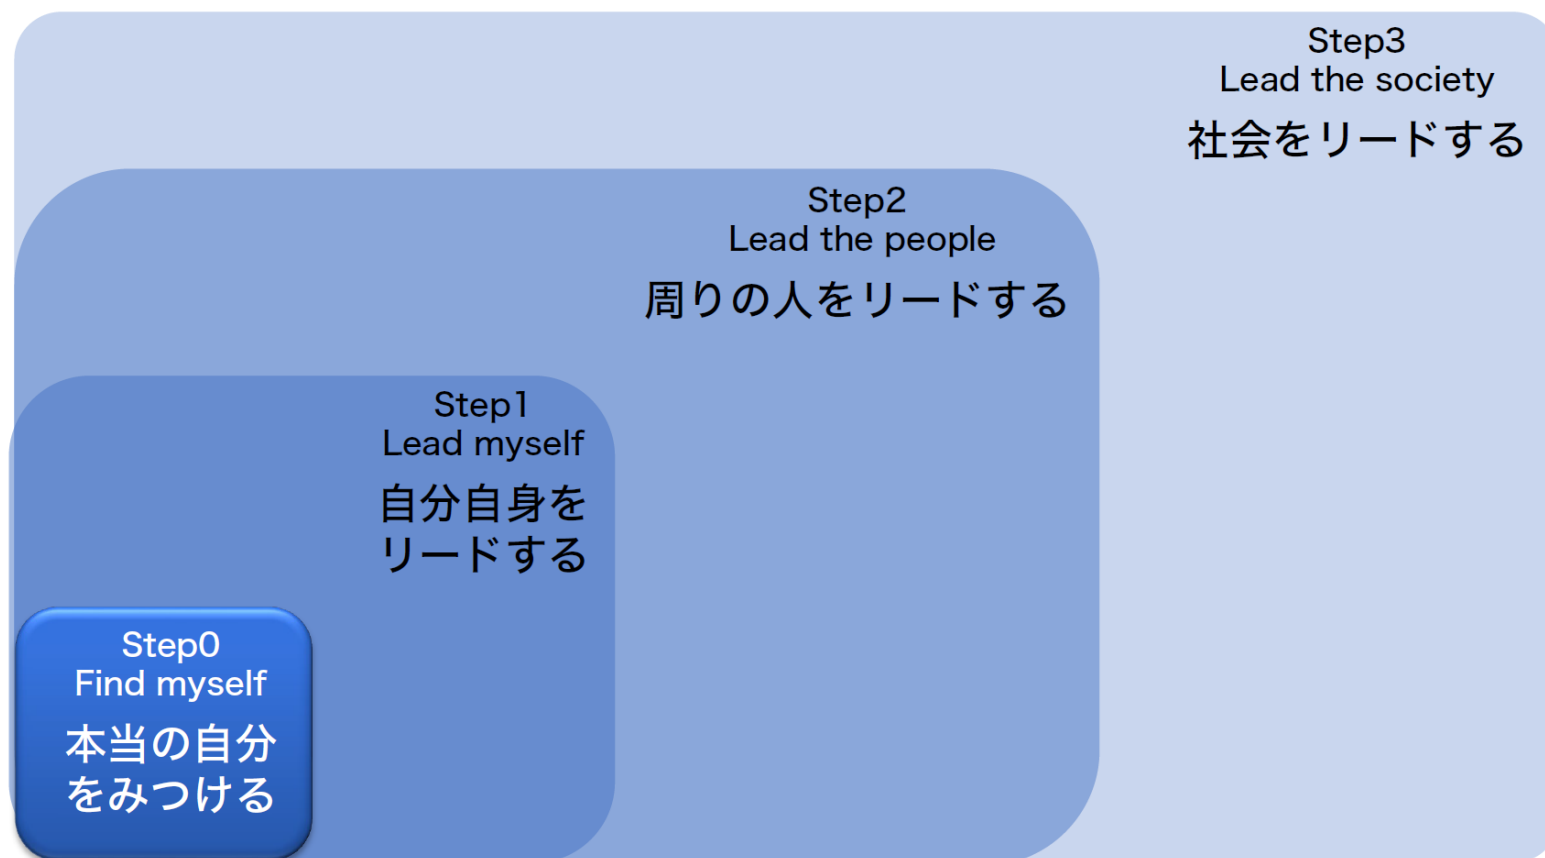 Step3
Lead the society
社会をリードする
Step2
Lead the people
周りの人をリードする
Step1
Lead myself
自分自身を
リードする
Step0
Find myself
本当の自分
をみつける